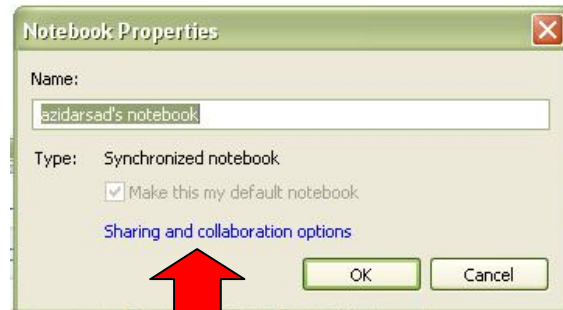 Notebook Properties
Name:
azidarsad's notebook
Type: Synchronized notebook
Make this my default notebook
Sharing and collaboration options
OK Cancel